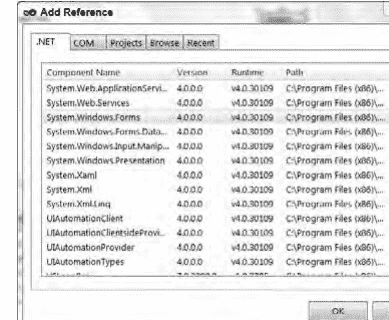 Add Reference
.NET COM Projects Browse Recent
Component Name Version Runtime Path
System.Web.ApplicationServi... 4.0.0.0 v4.0.30109 C:\Program Files (x86)\...
System.Web.Services 4.0.0.0 v4.0.30109 C:\Program Files (x86)\...
System.Windows.Forms 4.0.0.0 v4.0.30109 C:\Program Files (x86)\...
System.Windows.Forms.Data... 4.0.0.0 v4.0.30109 C:\Program Files (x86)\...
System.Windows.Input.Manip... 4.0.0.0 v4.0.30109 C:\Program Files (x86)\...
System.Windows.Presentation 4.0.0.0 v4.0.30109 C:\Program Files (x86)\...
System.Xaml 4.0.0.0 v4.0.30109 C:\Program Files (x86)\...
System.Xml 4.0.0.0 v4.0.30109 C:\Program Files (x86)\...
System.Xml.Linq 4.0.0.0 v4.0.30109 C:\Program Files (x86)\...
UIAutomationClient 4.0.0.0 v4.0.30109 C:\Program Files (x86)\...
UIAutomationClientsideProvi... 4.0.0.0 v4.0.30109 C:\Program Files (x86)\...
UIAutomationProvider 4.0.0.0 v4.0.30109 C:\Program Files (x86)\...
UIAutomationTypes 4.0.0.0 v4.0.30109 C:\Program Files (x86)\...
OK